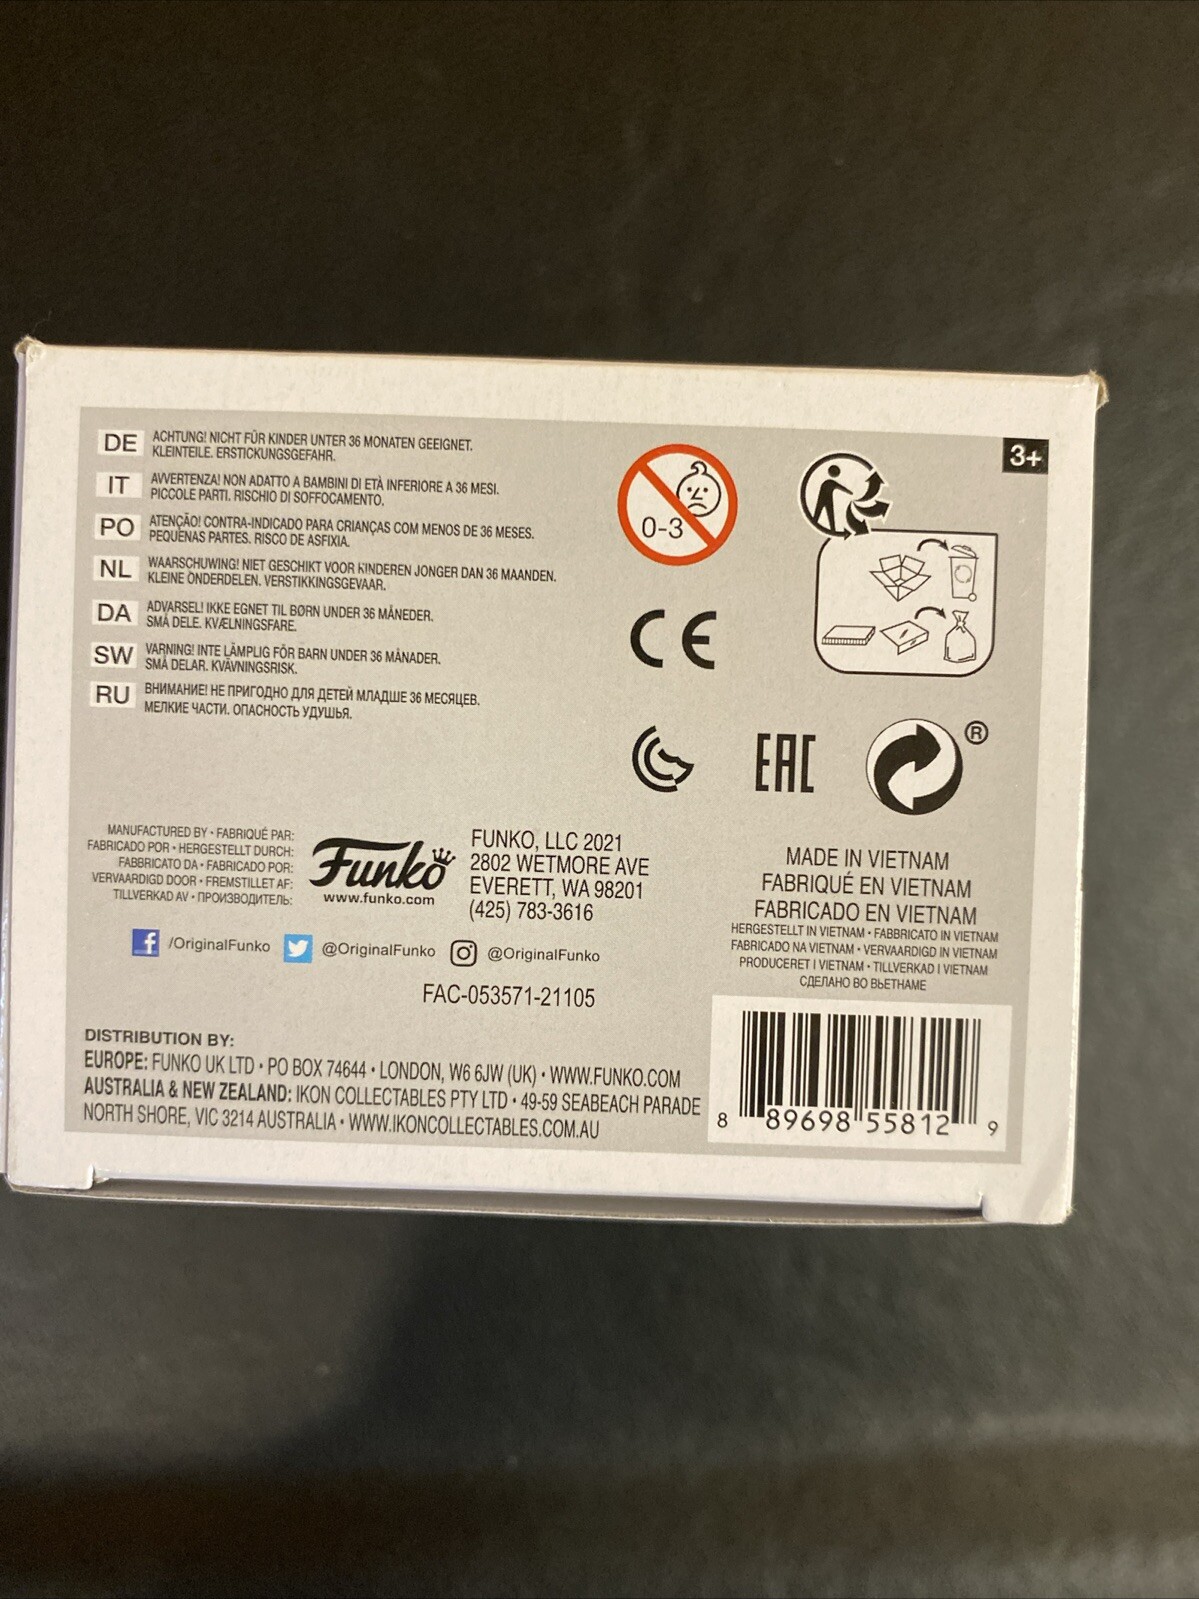 DE ACHTUNG! NICHT FÜR KINDER UNTER 36 MONATEN GEEIGNET.
KLEINTEILE. ERSTICKUNGSGEFAHR.
IT AVVERTENZA! NON ADATTO A BAMBINI DI ETÀ INFERIORE A 36 MESI.
PICCOLE PARTI. RISCHIO DI SOFFOCAMENTO.
PO ATENÇÃO! CONTRA-INDICADO PARA CRIANÇAS COM MENOS DE 36 MESES.
PEQUENAS PARTES. RISCO DE ASFIXIA.
NL WAARSCHUWING! NIET GESCHIKT VOOR KINDEREN JONGER DAN 36 MAANDEN.
KLEINE ONDERDELEN. VERSTIKKINGSGEVAAR.
DA ADVARSEL! IKKE EGNET TIL BØRN UNDER 36 MÅNEDER.
SMÅ DELE. KVÆLNINGSFARE.
SW VARNING! INTE LÄMPLIG FÖR BARN UNDER 36 MÅNADER.
SMÅ DELAR. KVÄVNINGSRISK.
RU ВНИМАНИЕ! НЕ ПРИГОДНО ДЛЯ ДЕТЕЙ МЛАДШЕ 36 МЕСЯЦЕВ.
МЕЛКИЕ ЧАСТИ. ОПАСНОСТЬ УДУШЬЯ.
0-3
3+
CE
EAC
®
MANUFACTURED BY • FABRIQUÉ PAR:
FABRICADO POR • HERGESTELLT DURCH:
FABBRICATO DA • FABRICADO POR:
VERVAARDIGD DOOR • FREMSTILLET AF:
TILLVERKAD AV • ПРОИЗВОДИТЕЛЬ:
Funko
www.funko.com
FUNKO, LLC 2021
2802 WETMORE AVE
EVERETT, WA 98201
(425) 783-3616
/OriginalFunko @OriginalFunko @OriginalFunko
FAC-053571-21105
MADE IN VIETNAM
FABRIQUÉ EN VIETNAM
FABRICADO EN VIETNAM
HERGESTELLT IN VIETNAM • FABBRICATO IN VIETNAM
FABRICADO NA VIETNAM • VERVAARDIGD IN VIETNAM
PRODUCERET I VIETNAM • TILLVERKAD I VIETNAM
СДЕЛАНО ВО ВЬЕТНАМЕ
DISTRIBUTION BY:
EUROPE: FUNKO UK LTD • PO BOX 74644 • LONDON, W6 6JW (UK) • WWW.FUNKO.COM
AUSTRALIA & NEW ZEALAND: IKON COLLECTABLES PTY LTD • 49-59 SEABEACH PARADE
NORTH SHORE, VIC 3214 AUSTRALIA • WWW.IKONCOLLECTABLES.COM.AU
8 89698 55812 9